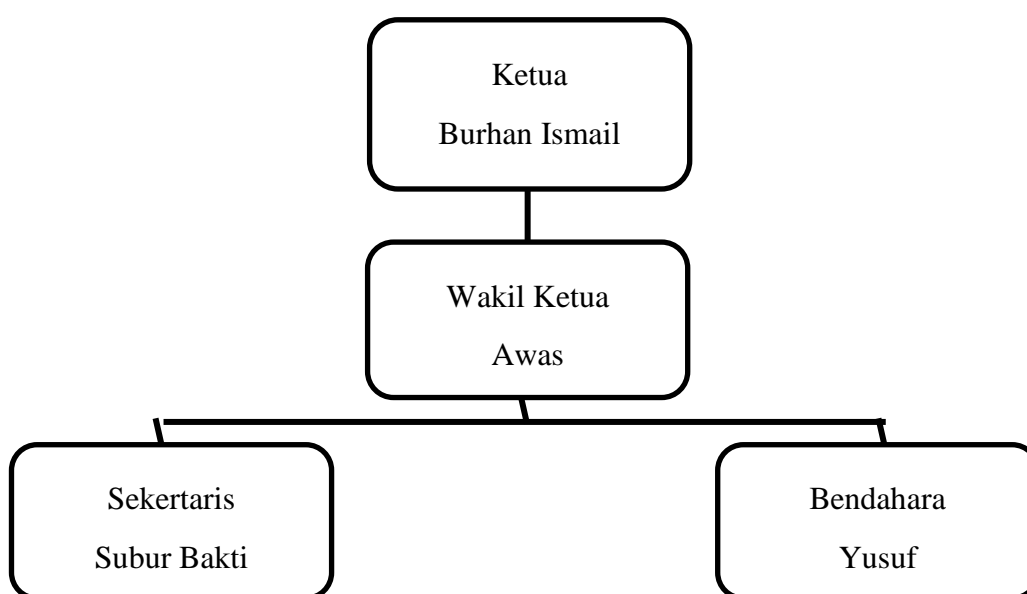 Ketua
Burhan Ismail
Wakil Ketua
Awas
Sekertaris
Subur Bakti
Bendahara
Yusuf